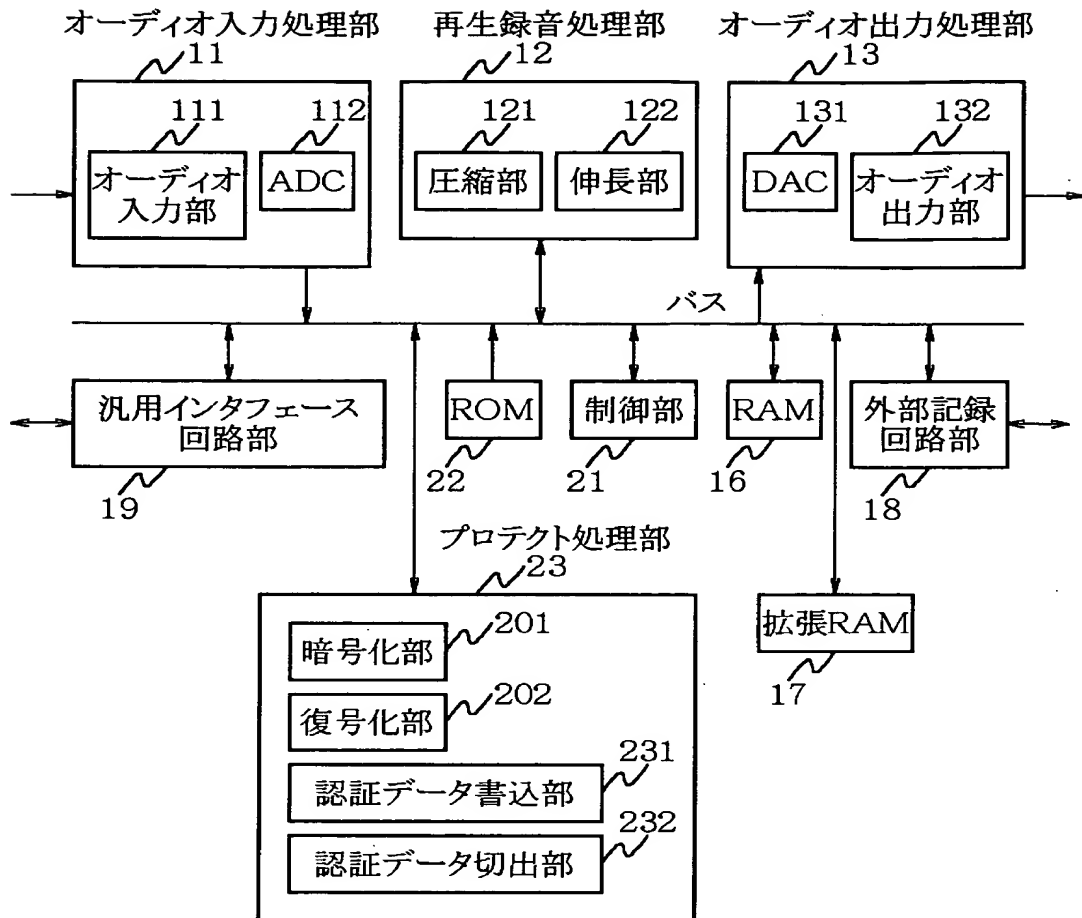 オーディオ入力処理部
再生録音処理部
オーディオ出力処理部
11
12
13
111
112
121
122
131
132
オーディオ
入力部
ADC
圧縮部
伸長部
DAC
オーディオ
出力部
バス
汎用インタフェース
回路部
ROM
制御部
RAM
外部記録
回路部
19
22
21
16
18
プロテクト処理部
23
暗号化部
201
拡張RAM
17
復号化部
202
認証データ書込部
231
認証データ切出部
232